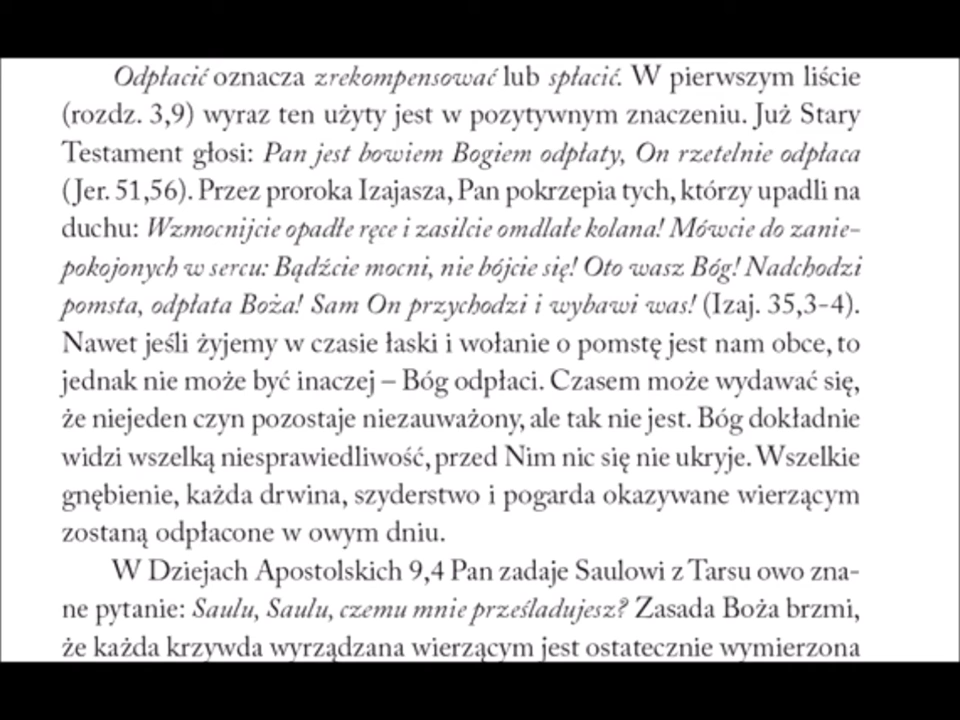 Odpłacić oznacza zrekompensować lub spłacić. W pierwszym liście
(rozdz. 3,9) wyraz ten użyty jest w pozytywnym znaczeniu. Już Stary
Testament głosi: Pan jest bowiem Bogiem odpłaty, On rzetelnie odpłaca
(Jer. 51,56). Przez proroka Izajasza, Pan pokrzepia tych, którzy upadli na
duchu: Wzmocnijcie opadłe ręce i zasilcie omdlałe kolana! Mówcie do zanie-
pokojonych w sercu: Bądźcie mocni, nie bójcie się! Oto wasz Bóg! Nadchodzi
pomsta, odpłata Boża! Sam On przychodzi i wybawi was! (Izaj. 35,3-4).
Nawet jeśli żyjemy w czasie łaski i wołanie o pomstę jest nam obce, to
jednak nie może być inaczej – Bóg odpłaci. Czasem może wydawać się,
że niejeden czyn pozostaje niezauważony, ale tak nie jest. Bóg dokładnie
widzi wszelką niesprawiedliwość, przed Nim nic się nie ukryje. Wszelkie
gnębienie, każda drwina, szyderstwo i pogarda okazywane wierzącym
zostaną odpłacone w owym dniu.
W Dziejach Apostolskich 9,4 Pan zadaje Saulowi z Tarsu owo zna-
ne pytanie: Saulu, Saulu, czemu mnie prześladujesz? Zasada Boża brzmi,
że każda krzywda wyrządzana wierzącym jest ostatecznie wymierzona